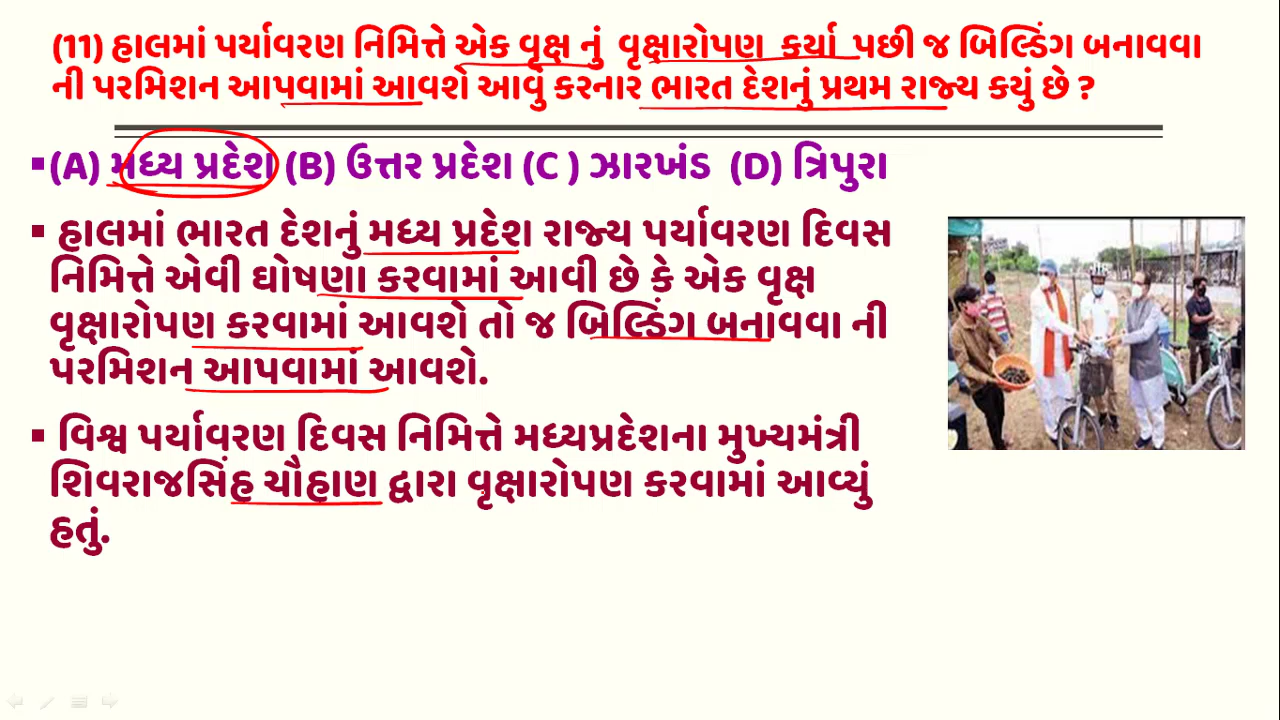 (11) હાલમાં પર્યાવરણ નિમિત્તે એક વૃક્ષ નું વૃક્ષારોપણ કર્યા પછી જ બિલ્ડિંગ બનાવવા
ની પરમિશન આપવામાં આવશે આવું કરનાર ભારત દેશનું પ્રથમ રાજ્ય કયું છે ?
▪(A) મધ્ય પ્રદેશ (B) ઉત્તર પ્રદેશ (C ) ઝારખંડ (D) ત્રિપુરા
▪ હાલમાં ભારત દેશનું મધ્ય પ્રદેશ રાજ્ય પર્યાવરણ દિવસ
નિમિત્તે એવી ઘોષણા કરવામાં આવી છે કે એક વૃક્ષ
વૃક્ષારોપણ કરવામાં આવશે તો જ બિલ્ડિંગ બનાવવા ની
પરમિશન આપવામાં આવશે.
▪ વિશ્વ પર્યાવરણ દિવસ નિમિત્તે મધ્યપ્રદેશના મુખ્યમંત્રી
શિવરાજસિંહ ચૌહાણ દ્વારા વૃક્ષારોપણ કરવામાં આવ્યું
હતું.